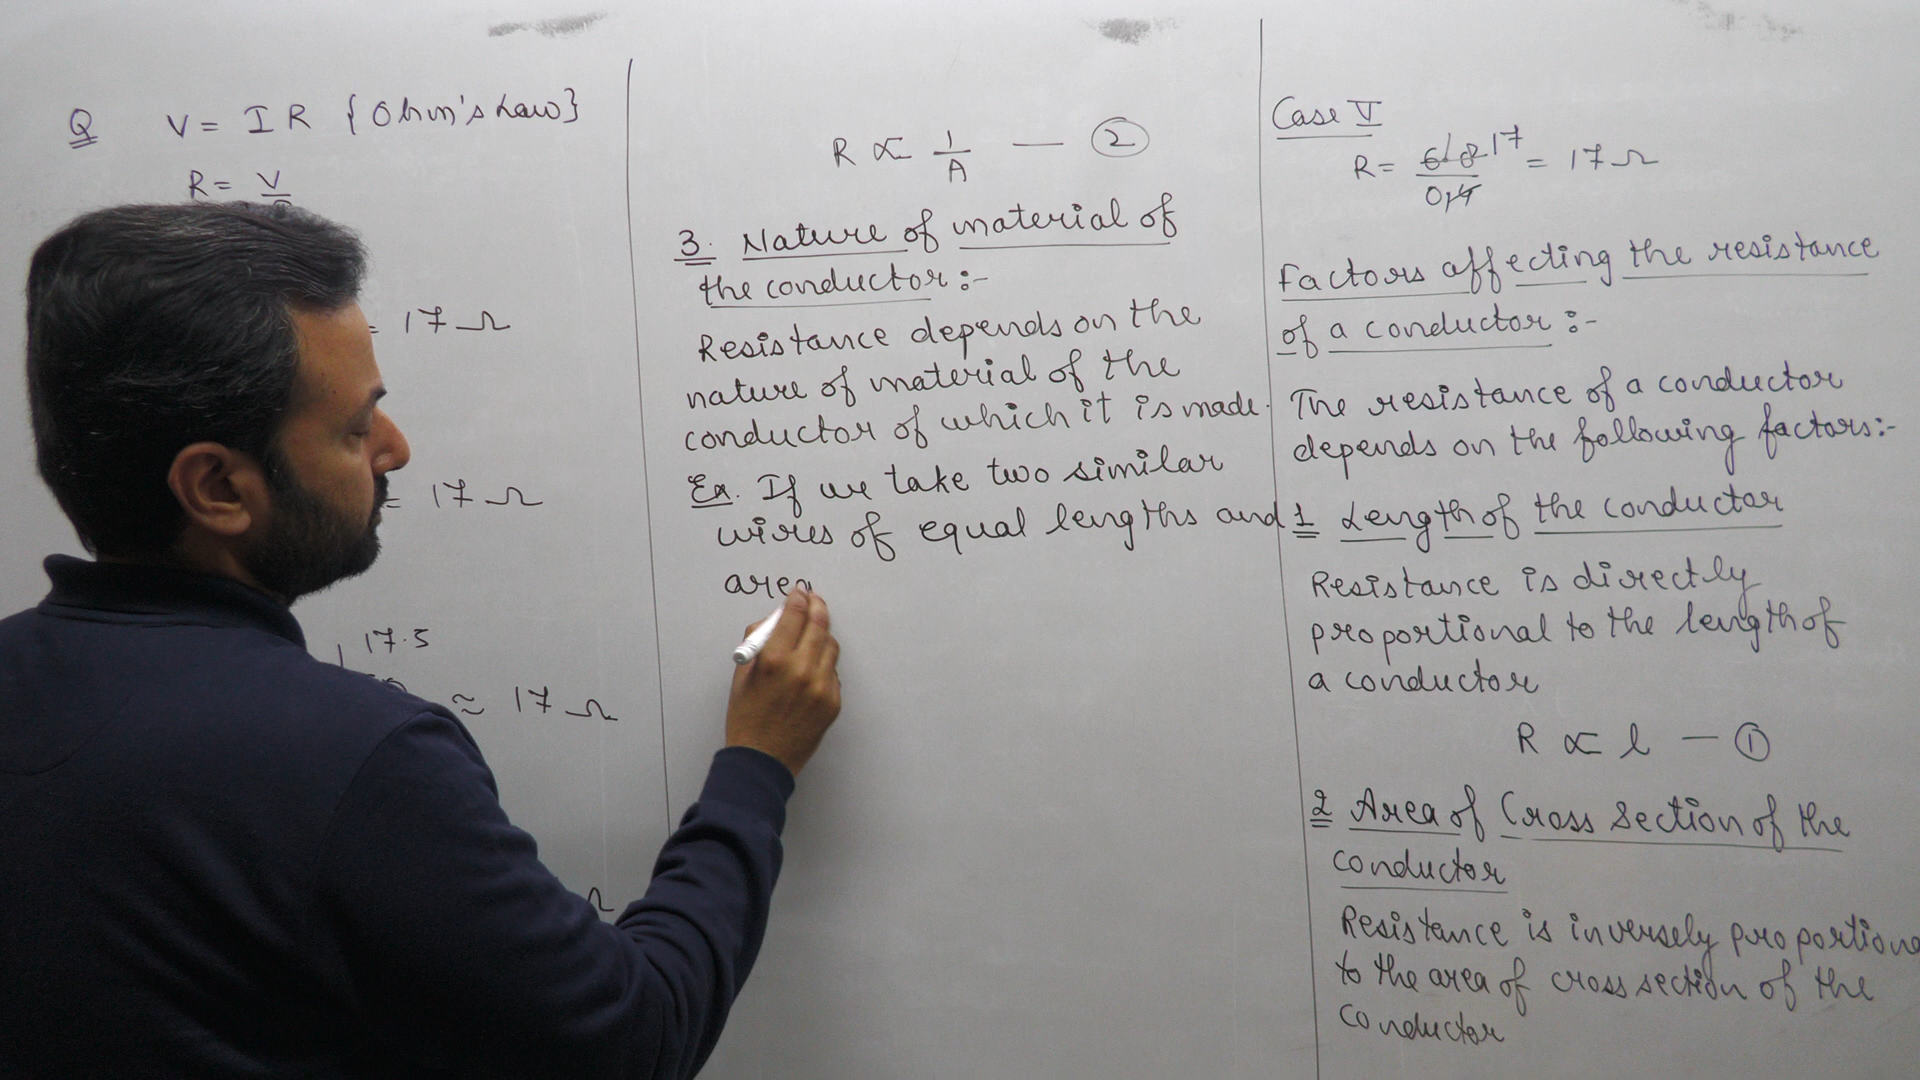 Q V = I R {Ohm's Law}
R = V
= 17 Ω
= 17 Ω
17.5
≈ 17 Ω
Ω
R ∝ 1/A — ②
3. Nature of material of
the conductor :-
Resistance depends on the
nature of material of the
conductor of which it is made.
Ex. If we take two similar
wires of equal lengths and
area
Case V
R = 6.8/0.4 17 = 17 Ω
Factors affecting the resistance
of a conductor :-
The resistance of a conductor
depends on the following factors:-
1 Length of the conductor
Resistance is directly
proportional to the length of
a conductor
R ∝ l — ①
2 Area of Cross Section of the
conductor
Resistance is inversely proportiona
to the area of cross section of the
conductor